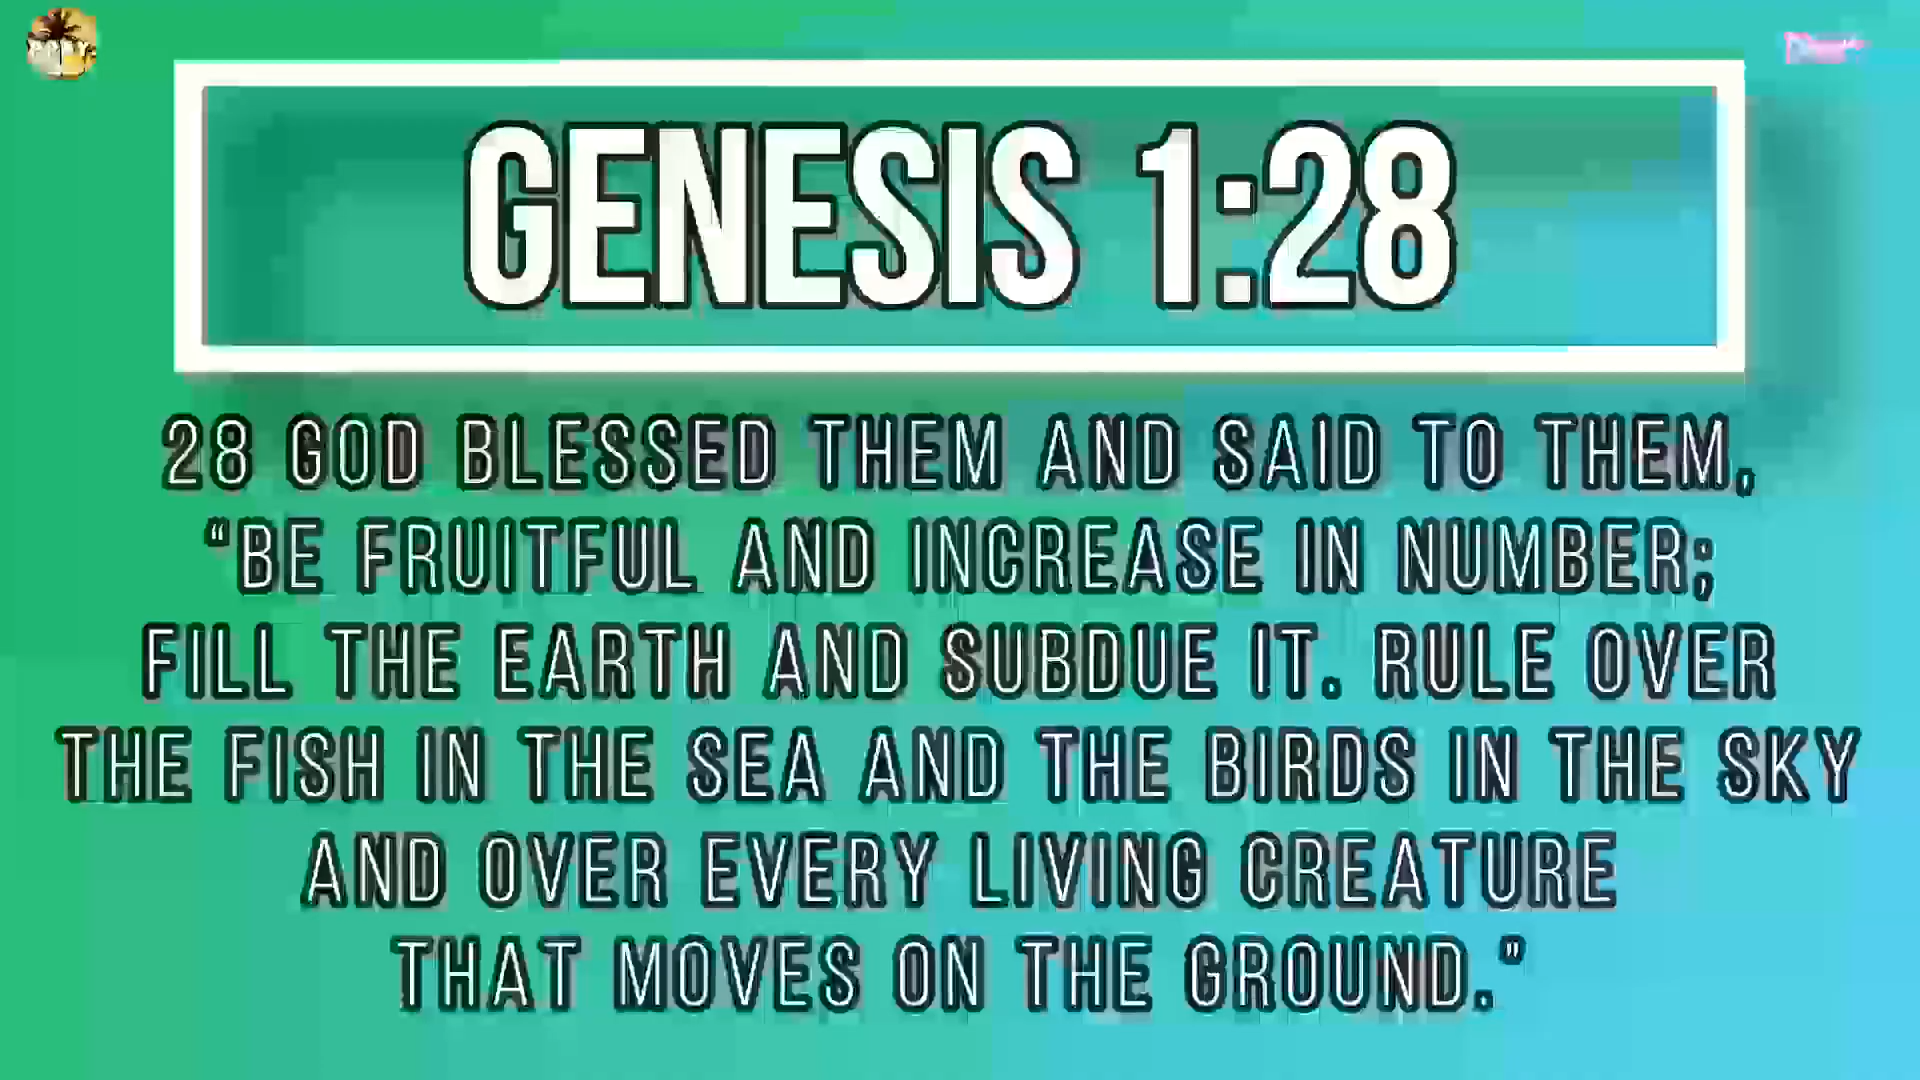 GENESIS 1:28
28 GOD BLESSED THEM AND SAID TO THEM,
“BE FRUITFUL AND INCREASE IN NUMBER;
FILL THE EARTH AND SUBDUE IT. RULE OVER
THE FISH IN THE SEA AND THE BIRDS IN THE SKY
AND OVER EVERY LIVING CREATURE
THAT MOVES ON THE GROUND.”